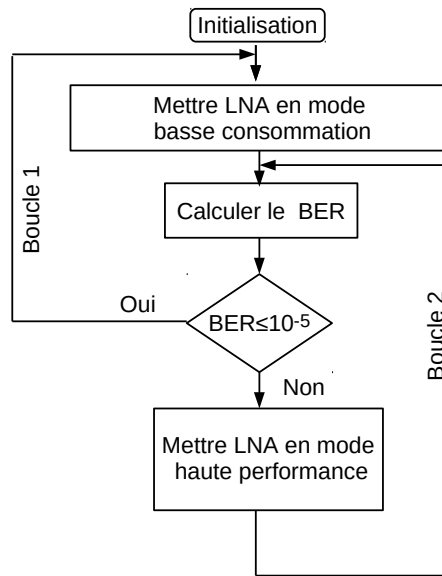 Initialisation
Mettre LNA en mode
basse consommation
Boucle 1
Calculer le BER
Oui
BER≤10-5
Boucle 2
Non
Mettre LNA en mode
haute performance